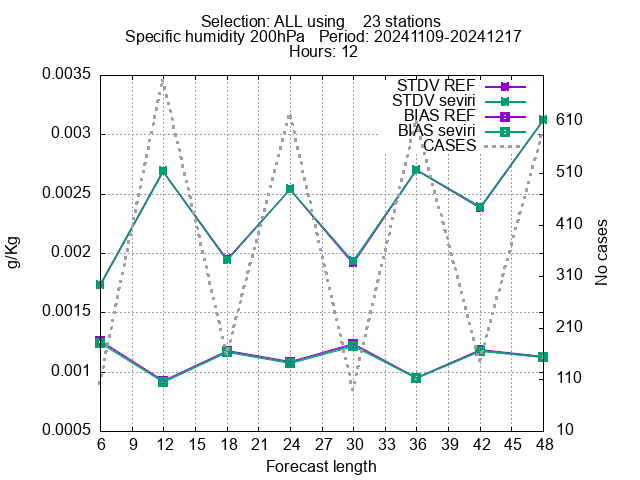 Selection: ALL using    23 stations
Specific humidity 200hPa   Period: 20241109-20241217
Hours: 12
STDV REF
STDV seviri
BIAS REF
BIAS seviri
CASES
0.0035
0.003
0.0025
0.002
0.0015
0.001
0.0005
g/Kg
610
510
410
310
210
110
10
No cases
6 12 15 18 21 24 27 30 33 36 39 42 45 48
9
Forecast length